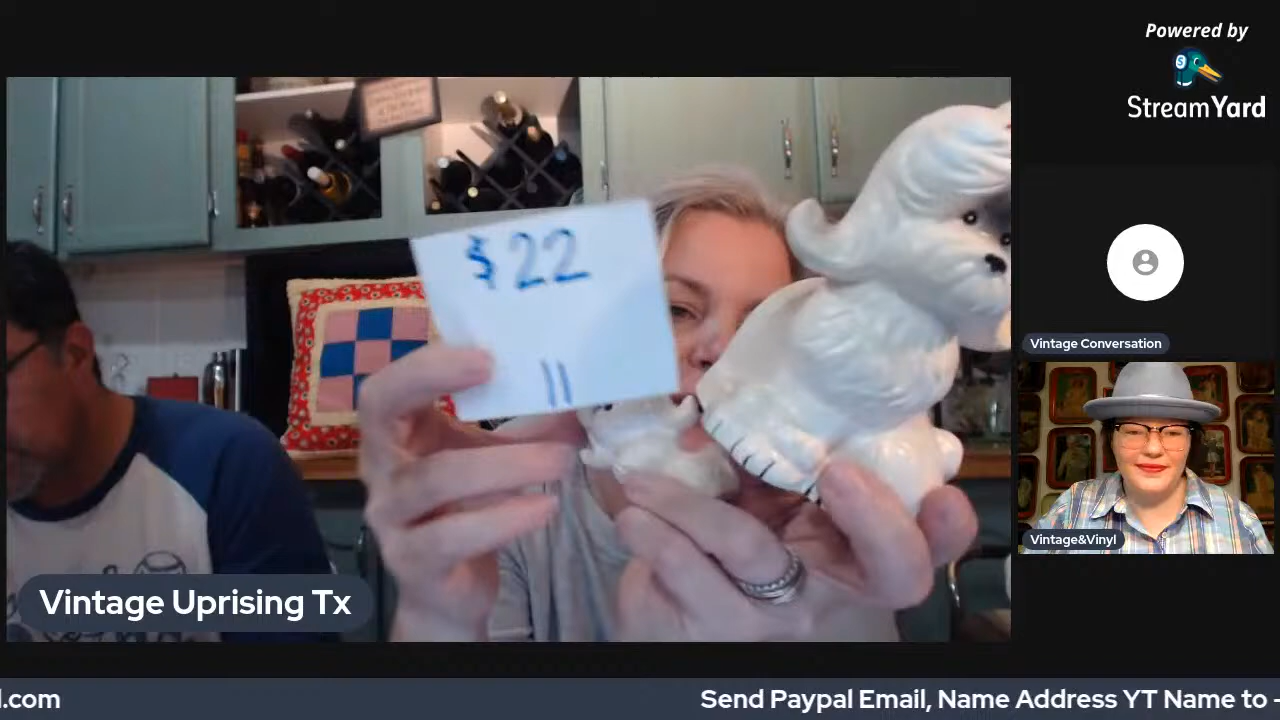 Powered by
StreamYard
$22
11
Vintage Conversation
Vintage&Vinyl
Vintage Uprising Tx
.com
Send Paypal Email, Name Address YT Name to -